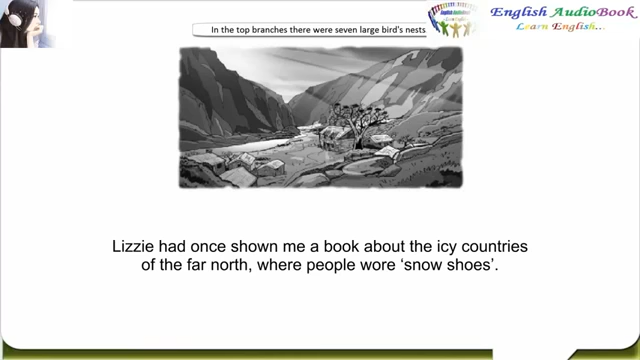 In the top branches there were seven large bird's nests
English AudioBook
Learn English...
Lizzie had once shown me a book about the icy countries
of the far north, where people wore ‘snow shoes’.